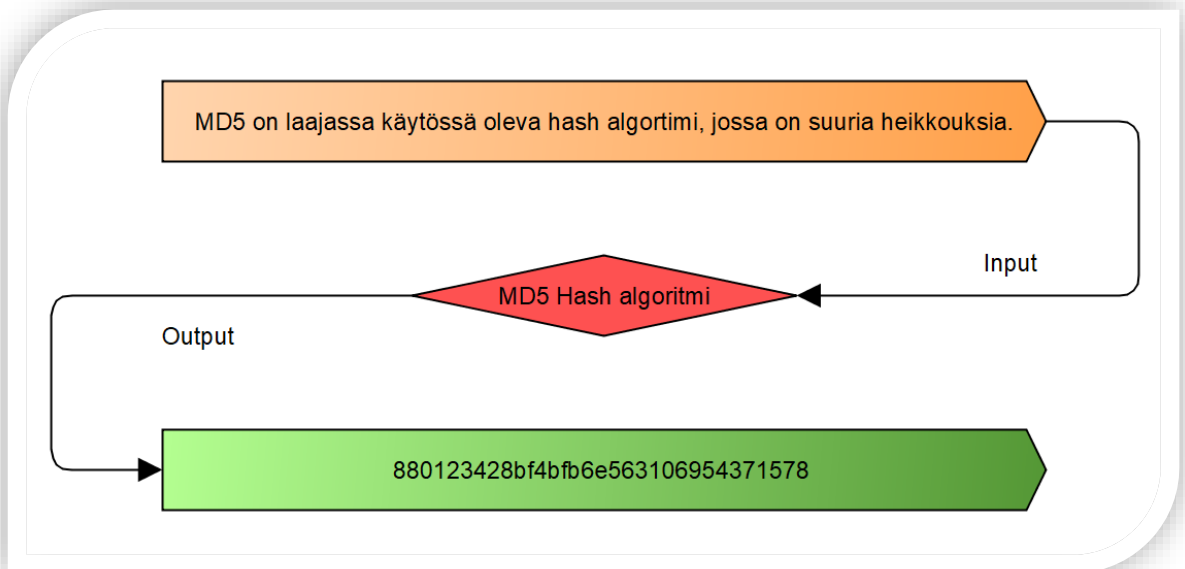 MD5 on laajassa käytössä oleva hash algortimi, jossa on suuria heikkouksia.
Input
MD5 Hash algoritmi
Output
880123428bf4bfb6e563106954371578